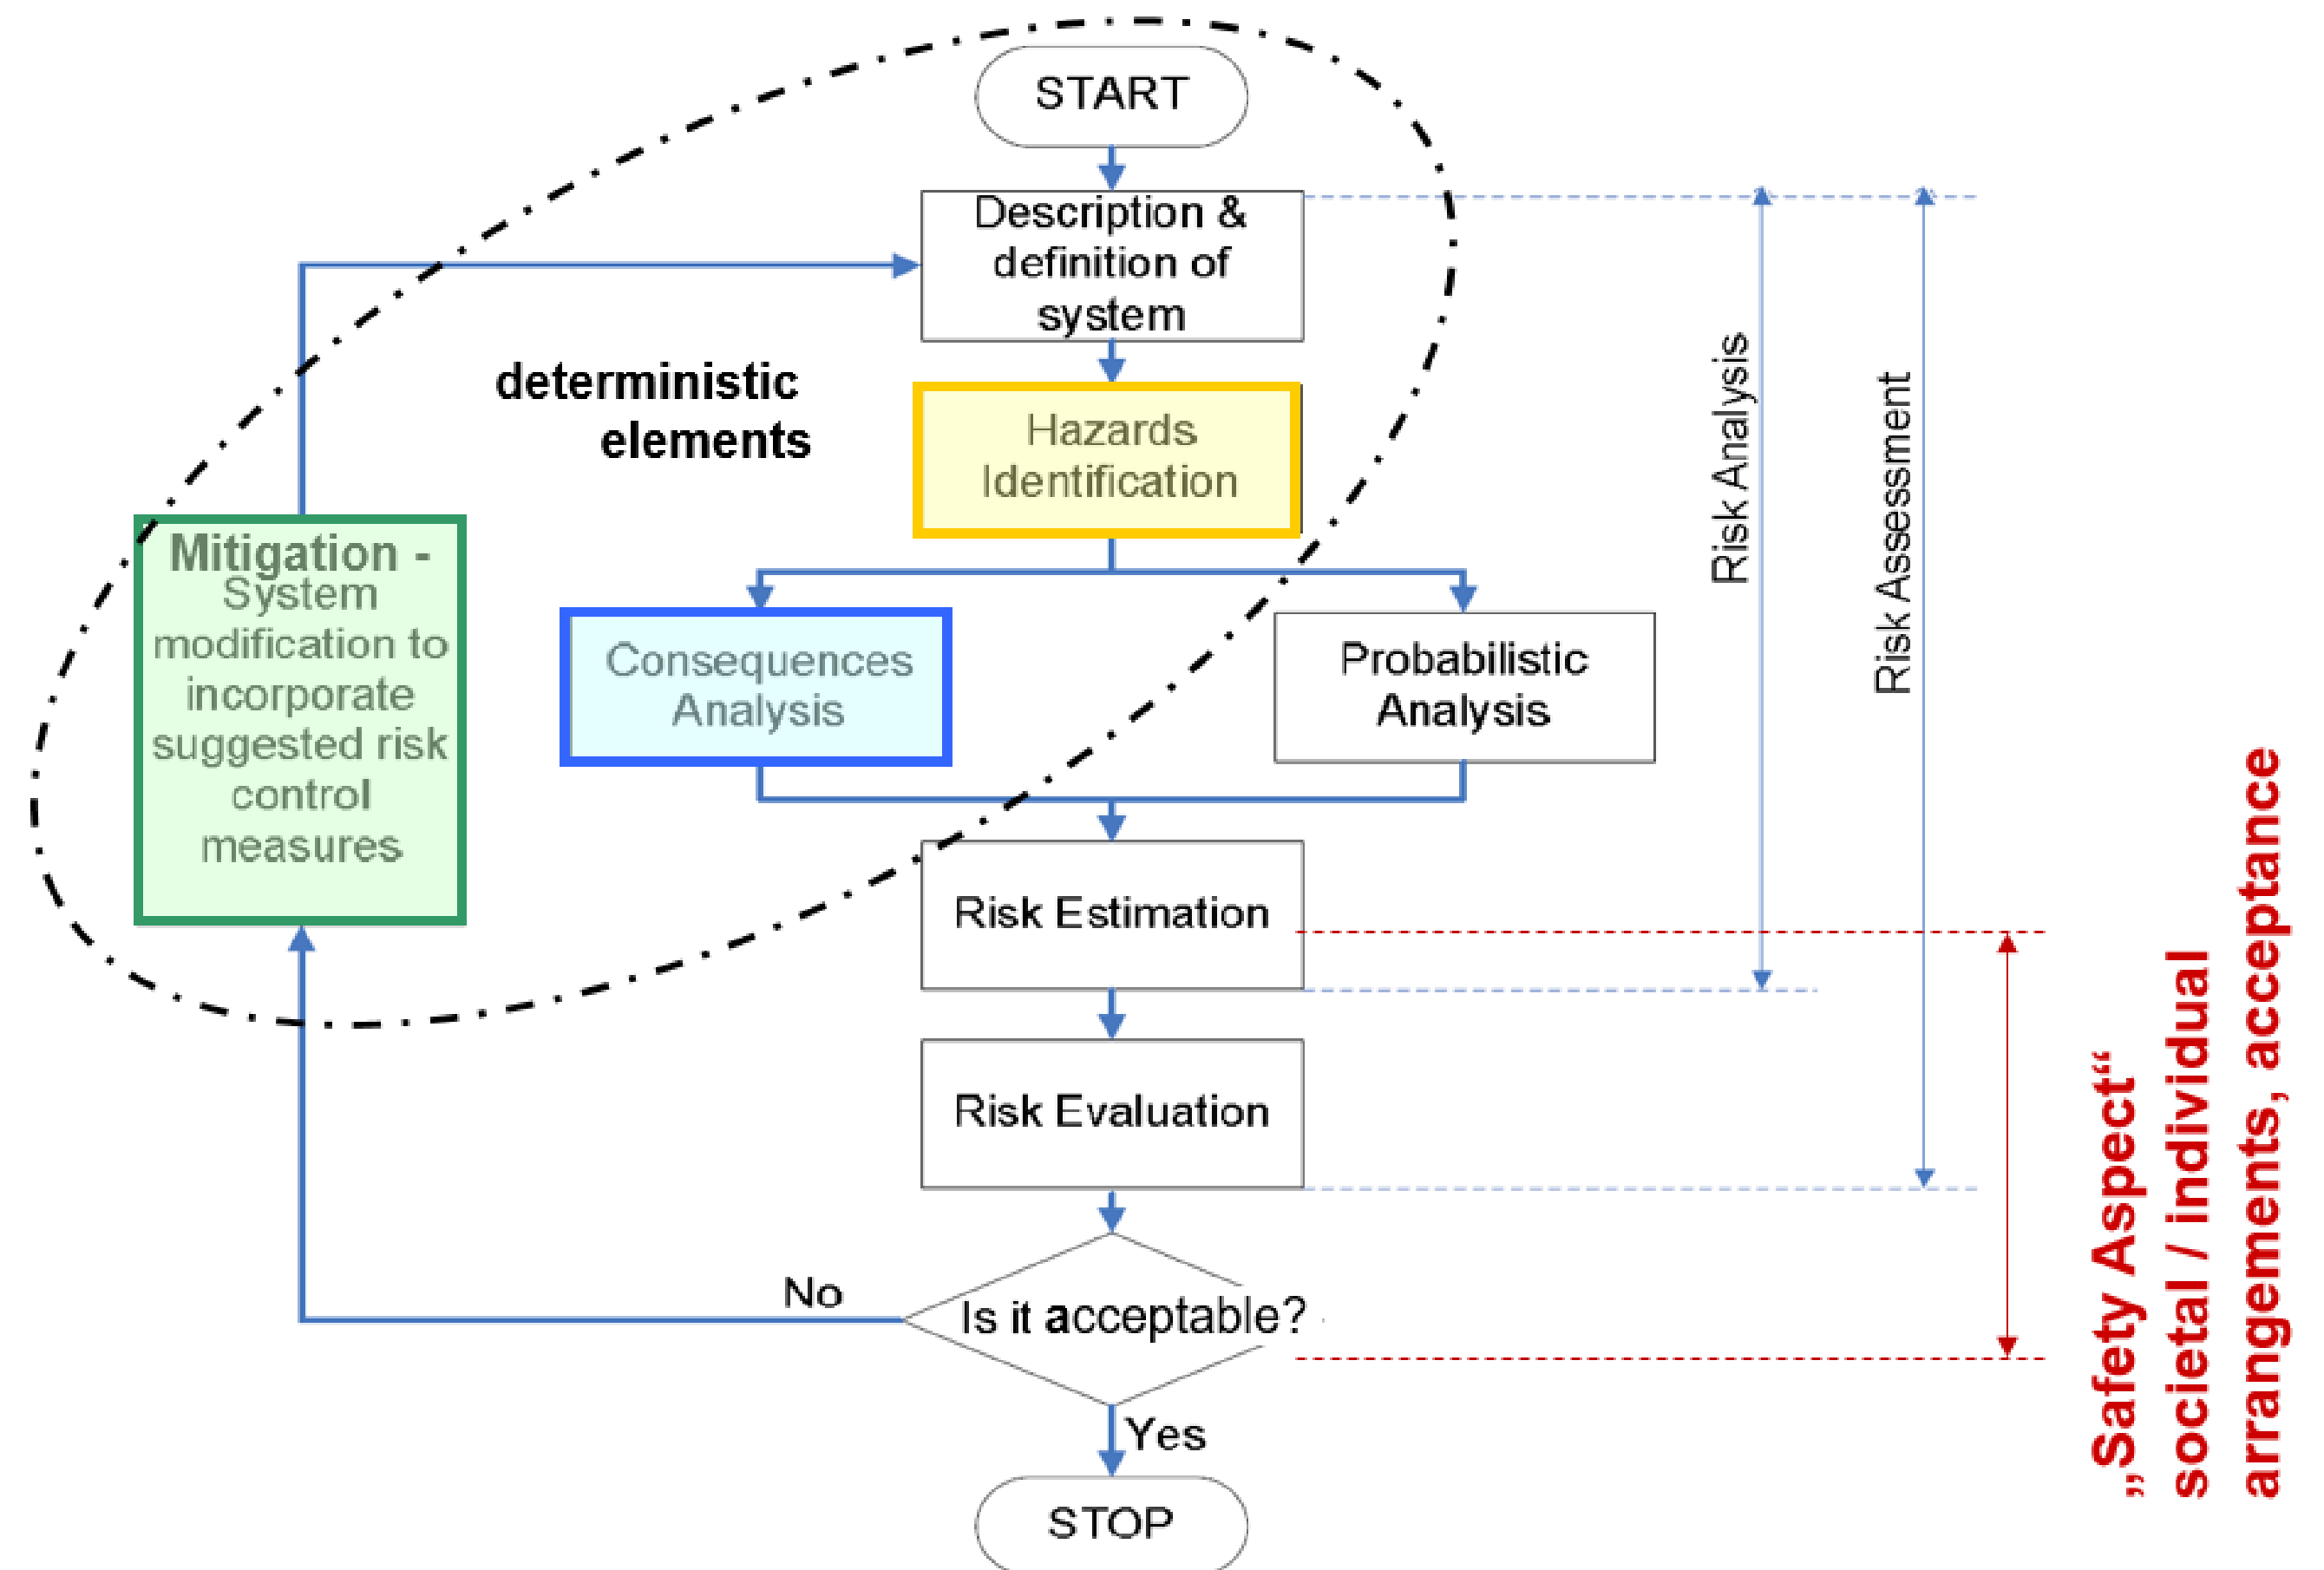 START
Description &
definition of
system
deterministic
elements
Hazards
Identification
Mitigation -
System
modification to
incorporate
suggested risk
control
measures
Consequences
Analysis
Probabilistic
Analysis
Risk Estimation
Risk Evaluation
No
Is it acceptable?
Yes
STOP
Risk Analysis
Risk Assessment
„Safety Aspect“
societal / individual
arrangements, acceptance